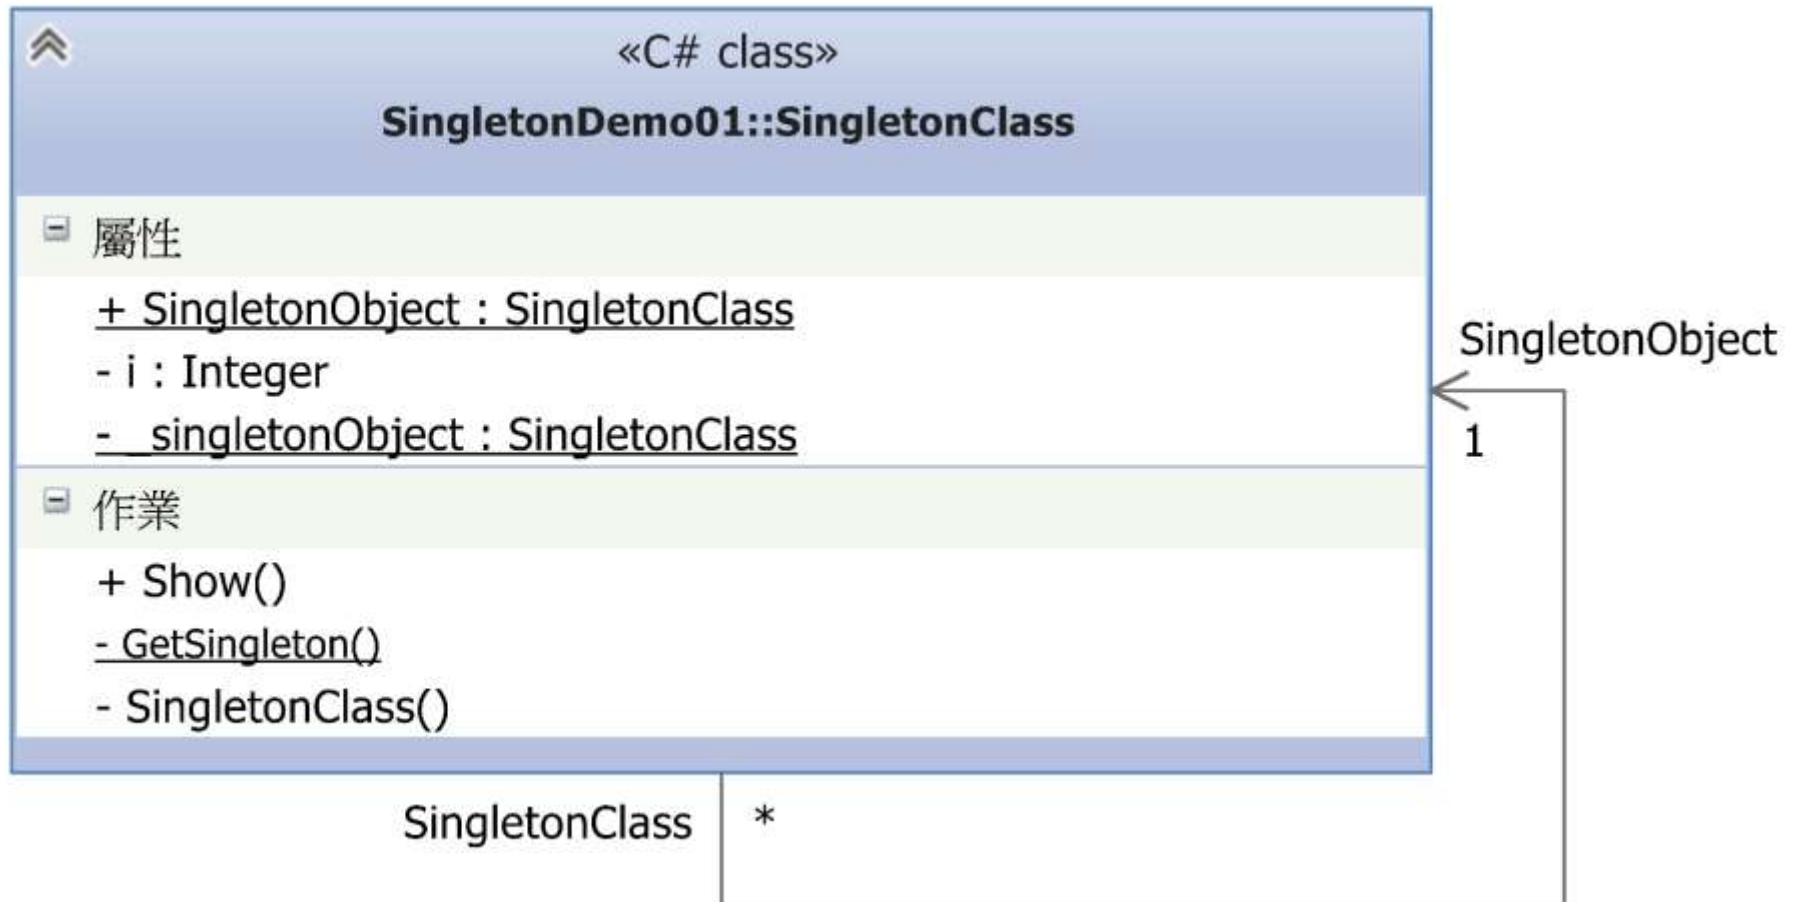 «C# class»
SingletonDemo01::SingletonClass
屬性
+ SingletonObject : SingletonClass
- i : Integer
- _singletonObject : SingletonClass
作業
+ Show()
- GetSingleton()
- SingletonClass()
SingletonObject
1
SingletonClass
*